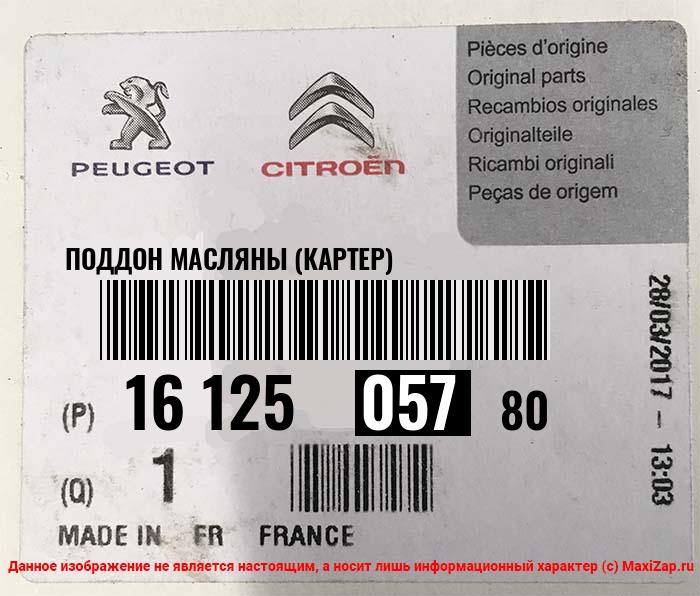 Pièces d'origine
Original parts
Recambios originales
Originalteile
Ricambi originali
Peças de origem
PEUGEOT
CITROËN
ПОДДОН МАСЛЯНЫ (КАРТЕР)
(P) 16 125 057 80
(Q) 1
MADE IN FR FRANCE
28/03/2017 - 13:03
Данное изображение не является настоящим, а носит лишь информационный характер (c) MaxiZap.ru